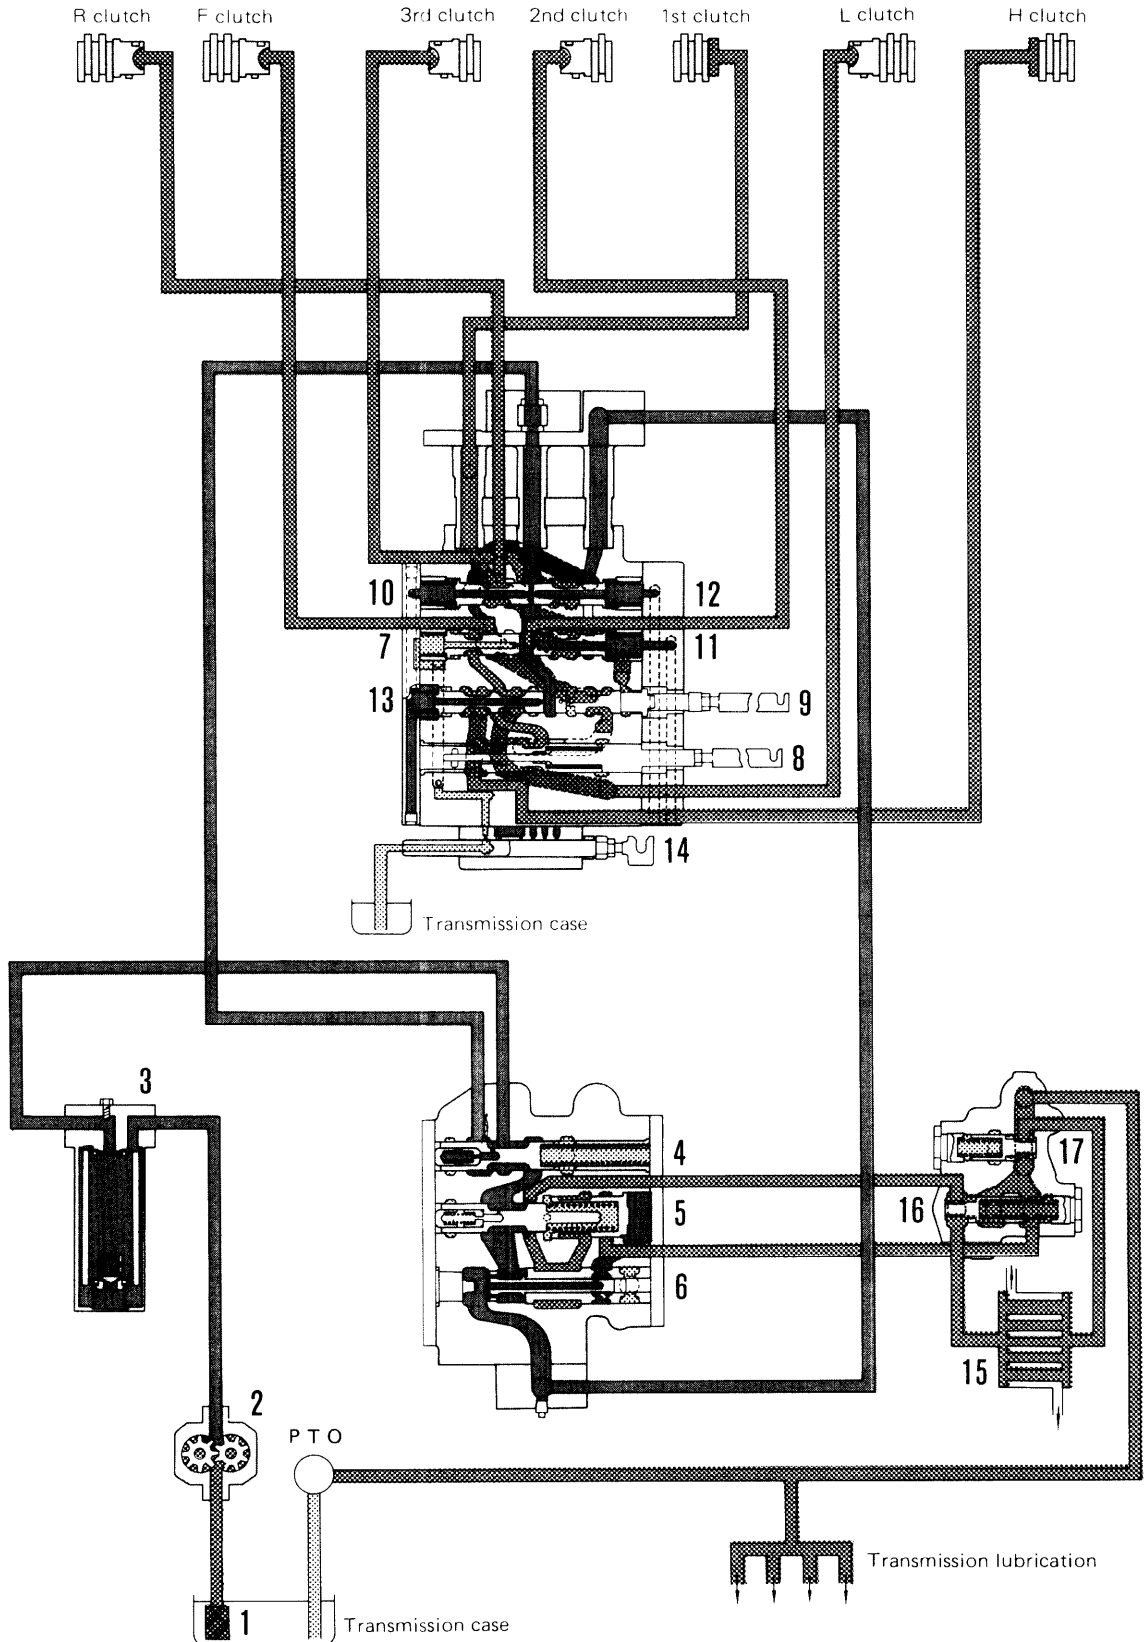 R clutch
F clutch
3rd clutch
2nd clutch
1st clutch
L clutch
H clutch
10
12
7
11
13
9
8
14
Transmission case
3
4
17
5
16
6
15
2
PTO
Transmission lubrication
1
Transmission case